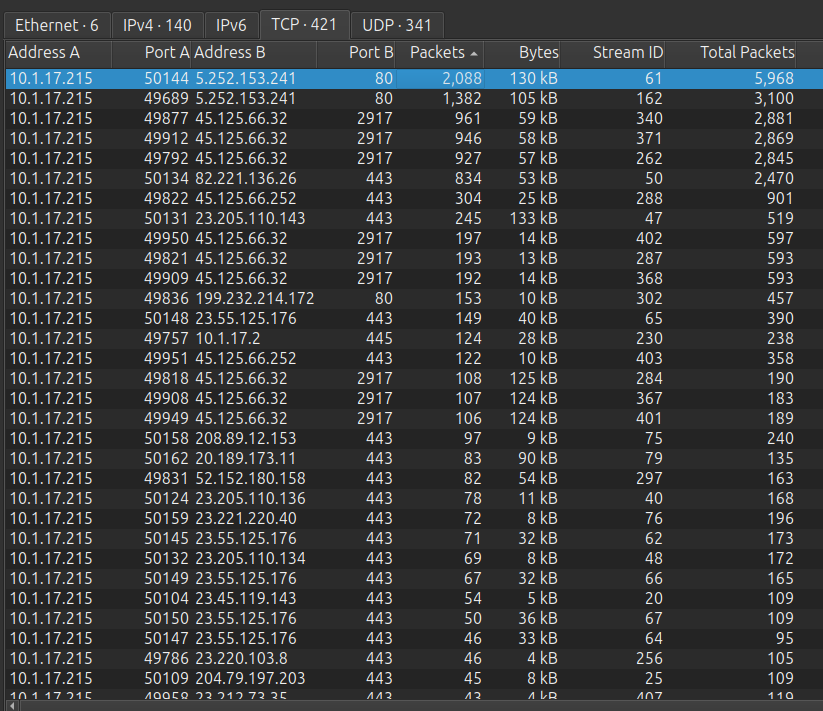 Ethernet · 6 IPv4 · 140 IPv6 TCP · 421 UDP · 341
Address A Port A Address B Port B Packets Bytes Stream ID Total Packets
10.1.17.215 50144 5.252.153.241 80 2,088 130 kB 61 5,968
10.1.17.215 49689 5.252.153.241 80 1,382 105 kB 162 3,100
10.1.17.215 49877 45.125.66.32 2917 961 59 kB 340 2,881
10.1.17.215 49912 45.125.66.32 2917 946 58 kB 371 2,869
10.1.17.215 49792 45.125.66.32 2917 927 57 kB 262 2,845
10.1.17.215 50134 82.221.136.26 443 834 53 kB 50 2,470
10.1.17.215 49822 45.125.66.252 443 304 25 kB 288 901
10.1.17.215 50131 23.205.110.143 443 245 133 kB 47 519
10.1.17.215 49950 45.125.66.32 2917 197 14 kB 402 597
10.1.17.215 49821 45.125.66.32 2917 193 13 kB 287 593
10.1.17.215 49909 45.125.66.32 2917 192 14 kB 368 593
10.1.17.215 49836 199.232.214.172 80 153 10 kB 302 457
10.1.17.215 50148 23.55.125.176 443 149 40 kB 65 390
10.1.17.215 49757 10.1.17.2 445 124 28 kB 230 238
10.1.17.215 49951 45.125.66.252 443 122 10 kB 403 358
10.1.17.215 49818 45.125.66.32 2917 108 125 kB 284 190
10.1.17.215 49908 45.125.66.32 2917 107 124 kB 367 183
10.1.17.215 49949 45.125.66.32 2917 106 124 kB 401 189
10.1.17.215 50158 208.89.12.153 443 97 9 kB 75 240
10.1.17.215 50162 20.189.173.11 443 83 90 kB 79 135
10.1.17.215 49831 52.152.180.158 443 82 54 kB 297 163
10.1.17.215 50124 23.205.110.136 443 78 11 kB 40 168
10.1.17.215 50159 23.221.220.40 443 72 8 kB 76 196
10.1.17.215 50145 23.55.125.176 443 71 32 kB 62 173
10.1.17.215 50132 23.205.110.134 443 69 8 kB 48 172
10.1.17.215 50149 23.55.125.176 443 67 32 kB 66 165
10.1.17.215 50104 23.45.119.143 443 54 5 kB 20 109
10.1.17.215 50150 23.55.125.176 443 50 36 kB 67 109
10.1.17.215 50147 23.55.125.176 443 46 33 kB 64 95
10.1.17.215 49786 23.220.103.8 443 46 4 kB 256 105
10.1.17.215 50109 204.79.197.203 443 45 8 kB 25 109
10.1.17.215 49958 23.212.73.35 443 43 4 kB 407 119